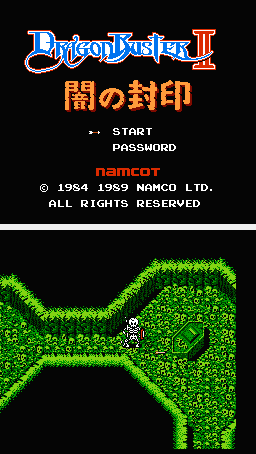 DRAGON BUSTER II
闇の封印
START
PASSWORD
namcot
© 1984 1989 NAMCO LTD.
ALL RIGHTS RESERVED